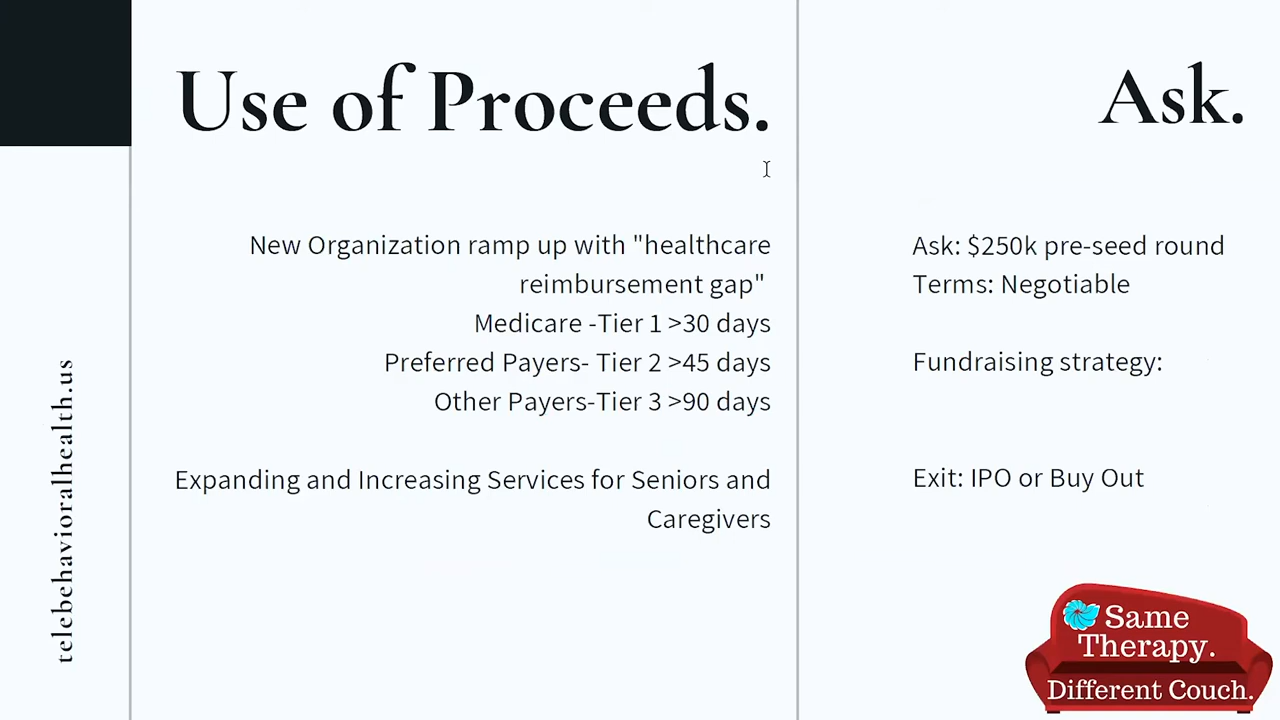 Use of Proceeds.
New Organization ramp up with "healthcare
reimbursement gap"
Medicare -Tier 1 >30 days
Preferred Payers- Tier 2 >45 days
Other Payers-Tier 3 >90 days
Expanding and Increasing Services for Seniors and
Caregivers
Ask.
Ask: $250k pre-seed round
Terms: Negotiable
Fundraising strategy:
Exit: IPO or Buy Out
telebehavioralhealth.us
Same
Therapy.
Different Couch.